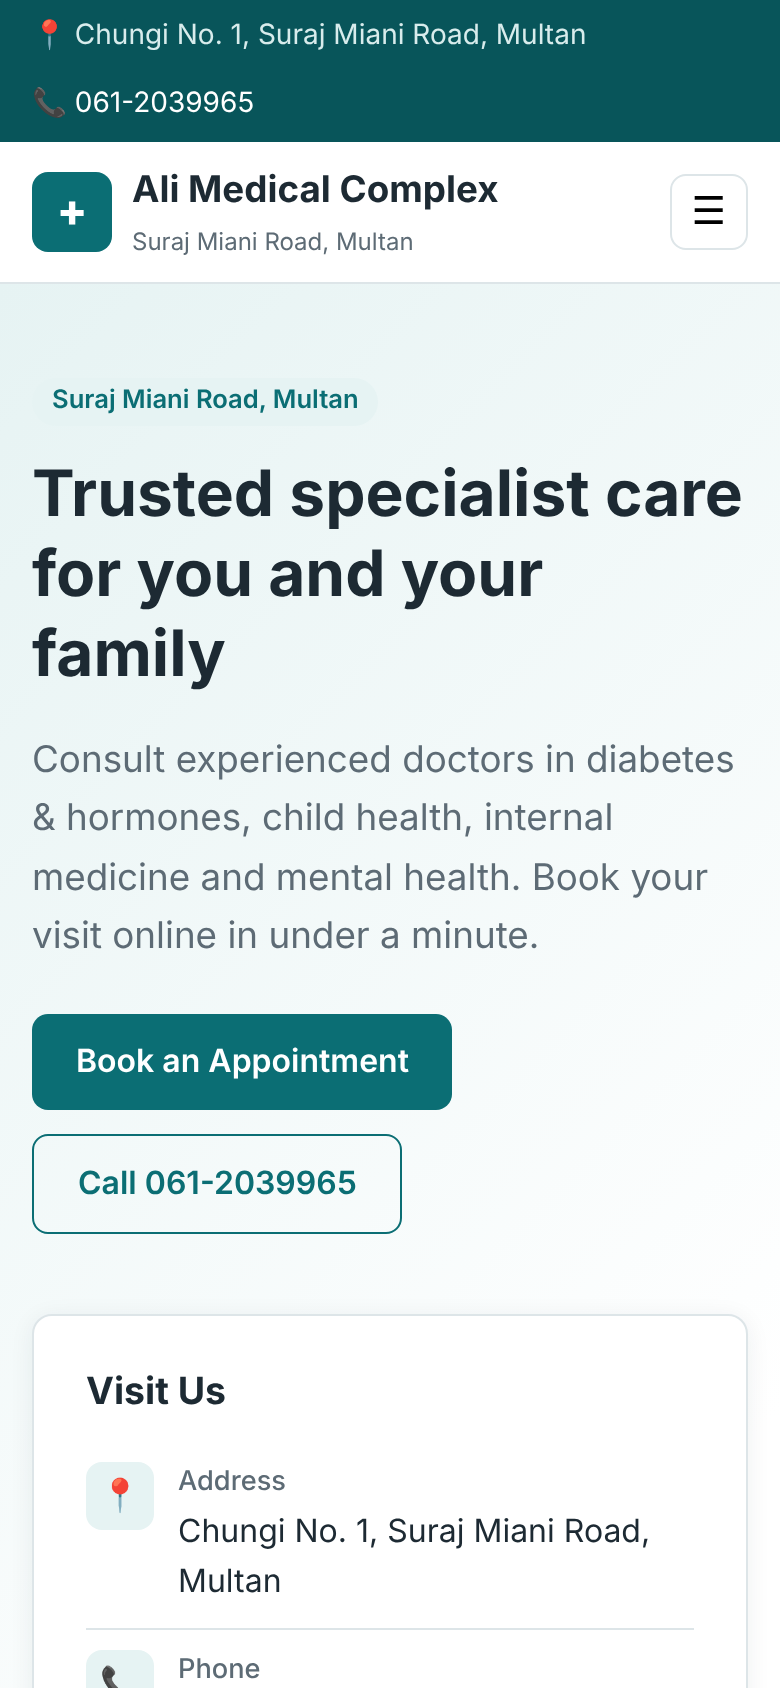 Chungi No. 1, Suraj Miani Road, Multan
061-2039965
Ali Medical Complex
Suraj Miani Road, Multan
Suraj Miani Road, Multan
Trusted specialist care
for you and your
family
Consult experienced doctors in diabetes
& hormones, child health, internal
medicine and mental health. Book your
visit online in under a minute.
Book an Appointment
Call 061-2039965
Visit Us
Address
Chungi No. 1, Suraj Miani Road,
Multan
Phone